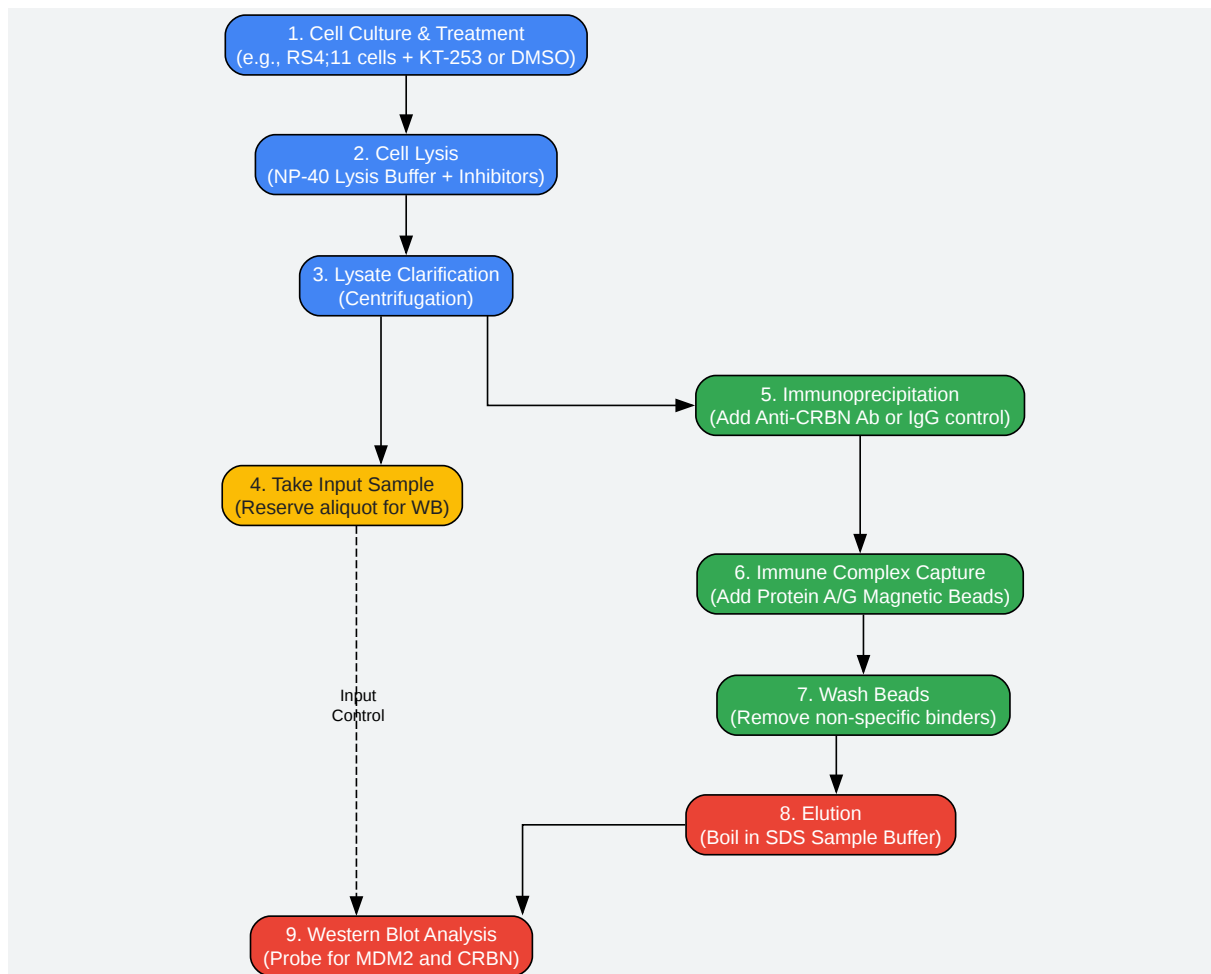 1. Cell Culture & Treatment
(e.g., RS4;11 cells + KT-253 or DMSO)
2. Cell Lysis
(NP-40 Lysis Buffer + Inhibitors)
3. Lysate Clarification
(Centrifugation)
4. Take Input Sample
(Reserve aliquot for WB)
5. Immunoprecipitation
(Add Anti-CRBN Ab or IgG control)
6. Immune Complex Capture
(Add Protein A/G Magnetic Beads)
7. Wash Beads
(Remove non-specific binders)
Input
Control
8. Elution
(Boil in SDS Sample Buffer)
9. Western Blot Analysis
(Probe for MDM2 and CRBN)